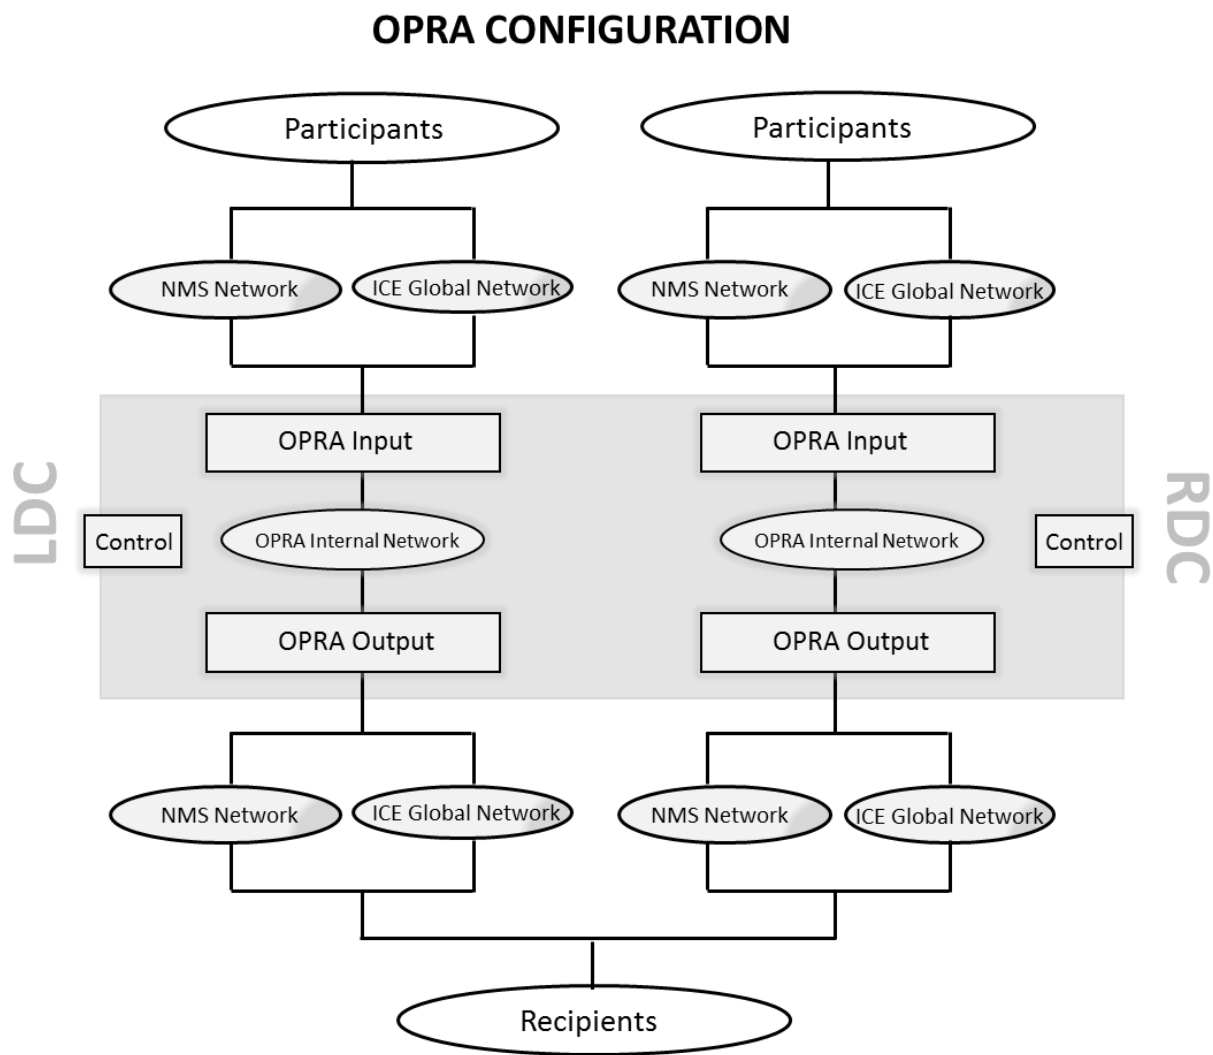 OPRA CONFIGURATION
Participants
Participants
NMS Network
ICE Global Network
NMS Network
ICE Global Network
OPRA Input
OPRA Input
LDC
Control
OPRA Internal Network
OPRA Internal Network
Control
RDC
OPRA Output
OPRA Output
NMS Network
ICE Global Network
NMS Network
ICE Global Network
Recipients